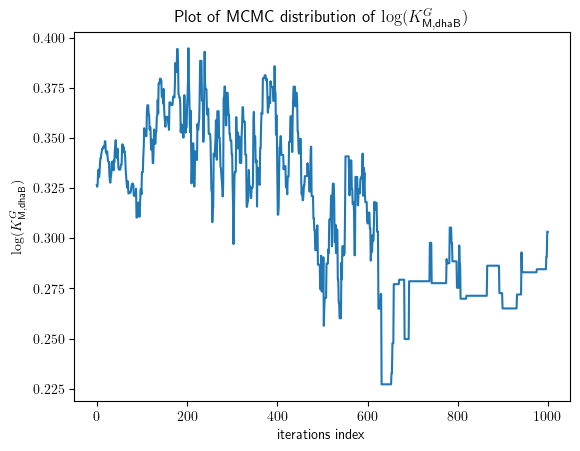 Plot of MCMC distribution of log(K^G_M,dhaB)
0.400
0.375
0.350
0.325
0.300
0.275
0.250
0.225
log(K^G_M,dhaB)
0 200 400 600 800 1000
iterations index